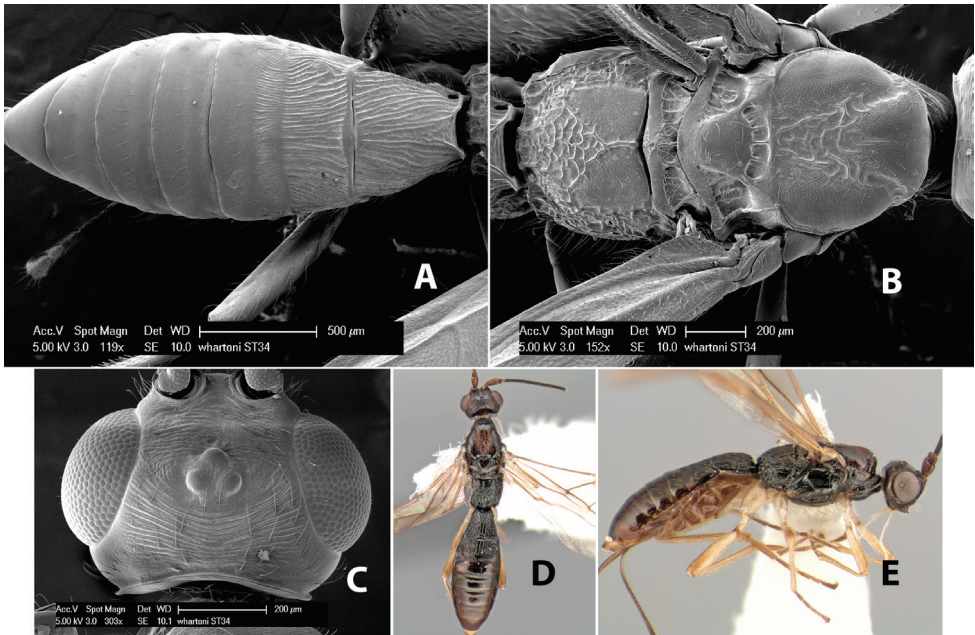 A
Acc.V Spot Magn Det WD 500 µm
5.00 kV 3.0 119x SE 10.0 whartoni ST34
B
Acc.V Spot Magn Det WD 200 µm
5.00 kV 3.0 152x SE 10.0 whartoni ST34
C
Acc.V Spot Magn Det WD 200 µm
5.00 kV 3.0 303x SE 10.1 whartoni ST34
D
E